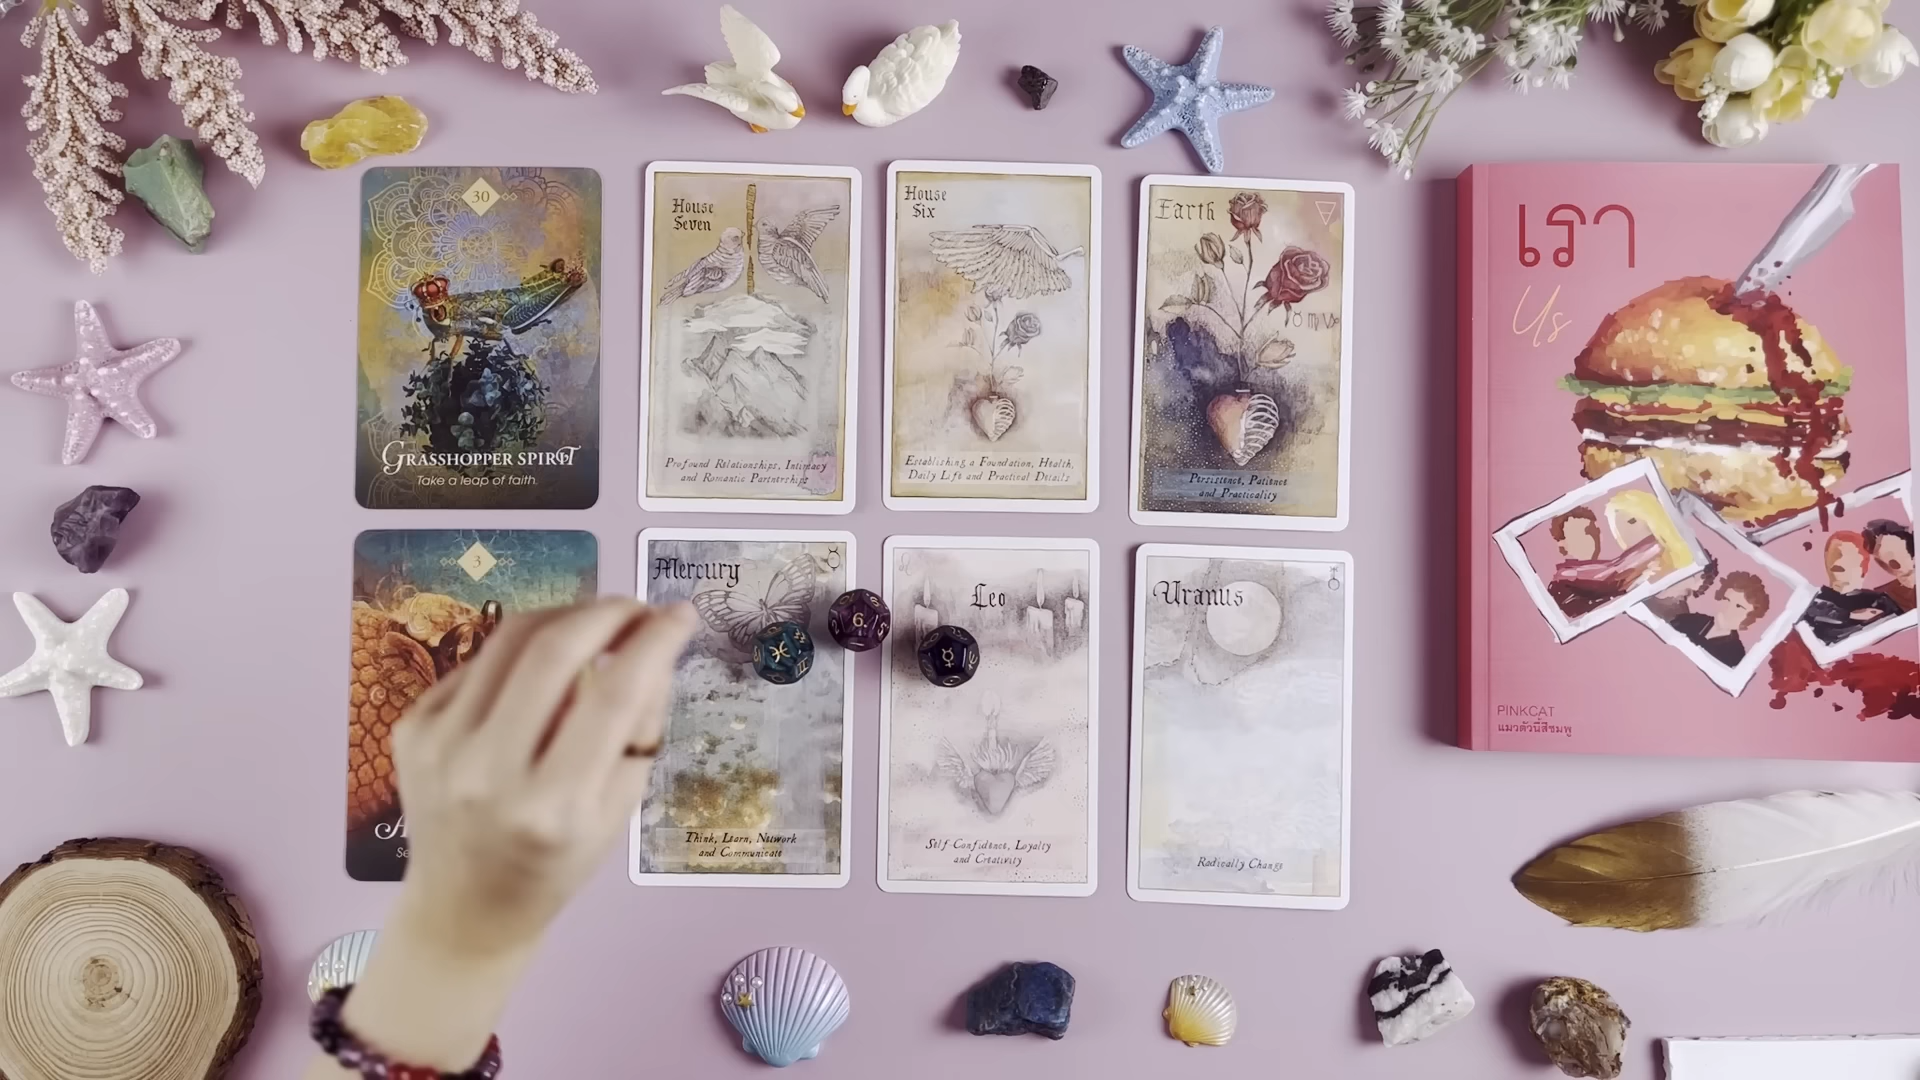 30
GRASSHOPPER SPIRIT
Take a leap of faith.
House
Seven
Profound Relationships, Intimacy
and Romantic Partnerships
House
Six
Establishing a Foundation, Health,
Daily Life and Practical Details
Earth
Persistence, Patience
and Practicality
เรา
Us
PINKCAT
แมวตัวนี้สีชมพู
3
A
Se
Mercury
Think, Learn, Network
and Communicate
6.
Leo
Self Confidence, Loyalty
and Creativity
Uranus
Radically Change